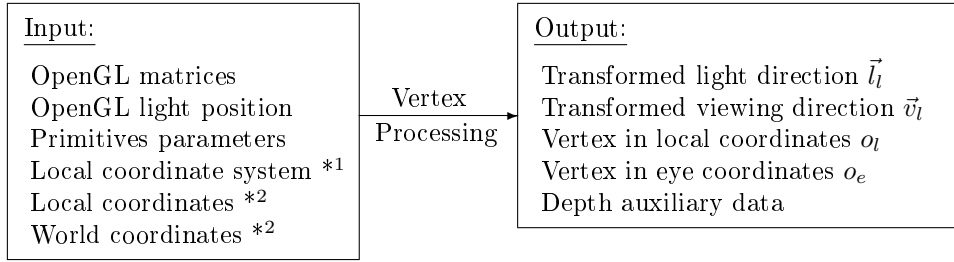 Input:
OpenGL matrices
OpenGL light position
Primitives parameters
Local coordinate system *1
Local coordinates *2
World coordinates *2
Vertex
Processing
Output:
Transformed light direction $\vec{l}_l$
Transformed viewing direction $\vec{v}_l$
Vertex in local coordinates $o_l$
Vertex in eye coordinates $o_e$
Depth auxiliary data